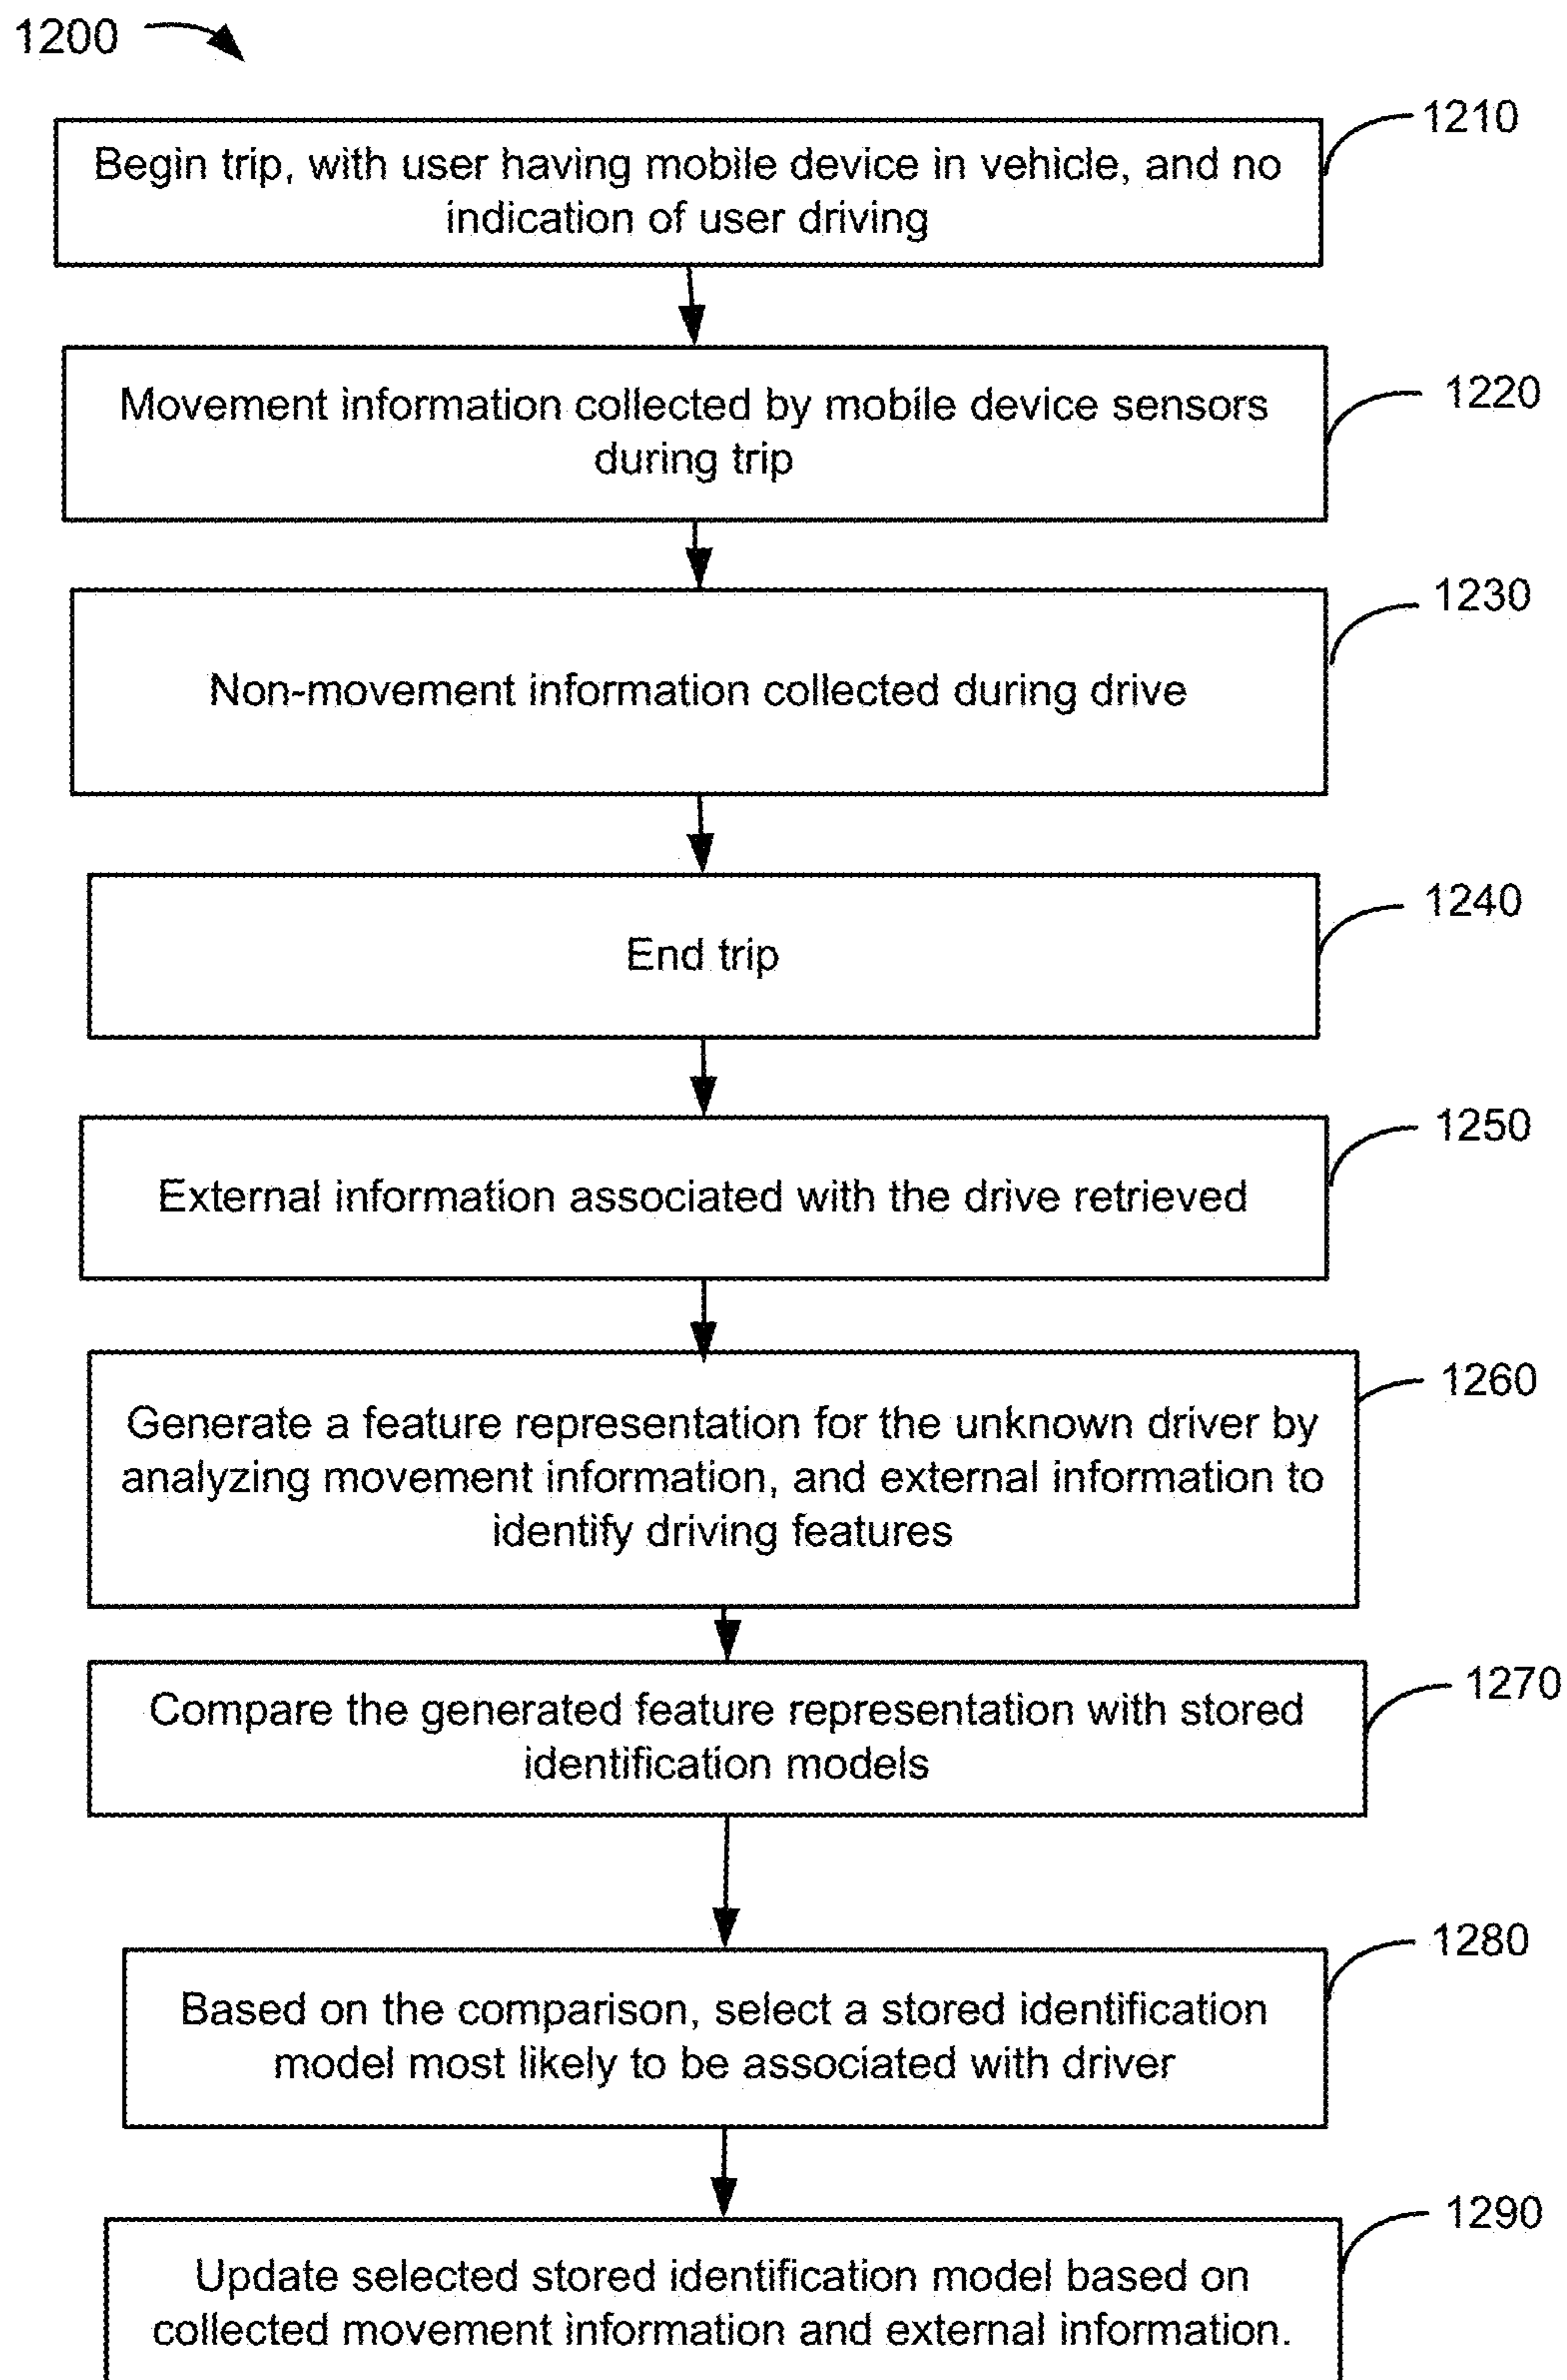 1200
1210
Begin trip, with user having mobile device in vehicle, and no
indication of user driving
1220
Movement information collected by mobile device sensors
during trip
1230
Non-movement information collected during drive
1240
End trip
1250
External information associated with the drive retrieved
1260
Generate a feature representation for the unknown driver by
analyzing movement information, and external information to
identify driving features
1270
Compare the generated feature representation with stored
identification models
1280
Based on the comparison, select a stored identification
model most likely to be associated with driver
1290
Update selected stored identification model based on
collected movement information and external information.